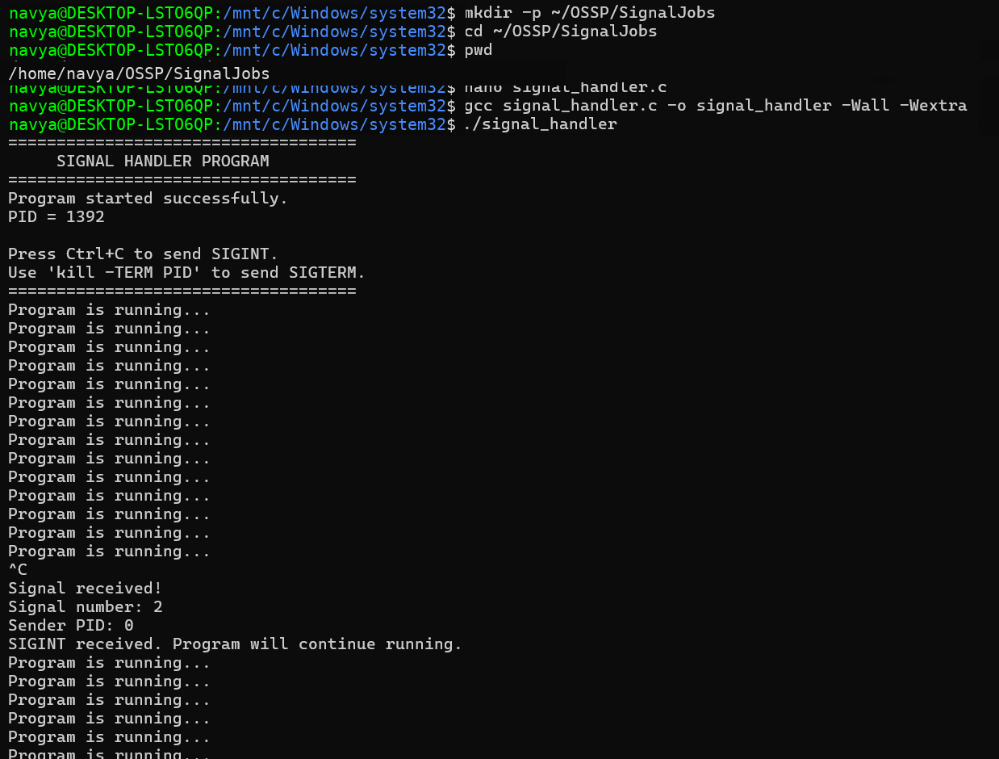 navya@DESKTOP-LSTO6QP:/mnt/c/Windows/system32$ mkdir -p ~/OSSP/SignalJobs
navya@DESKTOP-LSTO6QP:/mnt/c/Windows/system32$ cd ~/OSSP/SignalJobs
navya@DESKTOP-LSTO6QP:/mnt/c/Windows/system32$ pwd
/home/navya/OSSP/SignalJobs
navya@DESKTOP-LSTO6QP:/mnt/c/Windows/system32$ nano signal_handler.c
navya@DESKTOP-LSTO6QP:/mnt/c/Windows/system32$ gcc signal_handler.c -o signal_handler -Wall -Wextra
navya@DESKTOP-LSTO6QP:/mnt/c/Windows/system32$ ./signal_handler
====================================
     SIGNAL HANDLER PROGRAM
====================================
Program started successfully.
PID = 1392

Press Ctrl+C to send SIGINT.
Use 'kill -TERM PID' to send SIGTERM.
====================================
Program is running...
Program is running...
Program is running...
Program is running...
Program is running...
Program is running...
Program is running...
Program is running...
Program is running...
Program is running...
Program is running...
Program is running...
Program is running...
Program is running...
^C
Signal received!
Signal number: 2
Sender PID: 0
SIGINT received. Program will continue running.
Program is running...
Program is running...
Program is running...
Program is running...
Program is running...
Program is running...